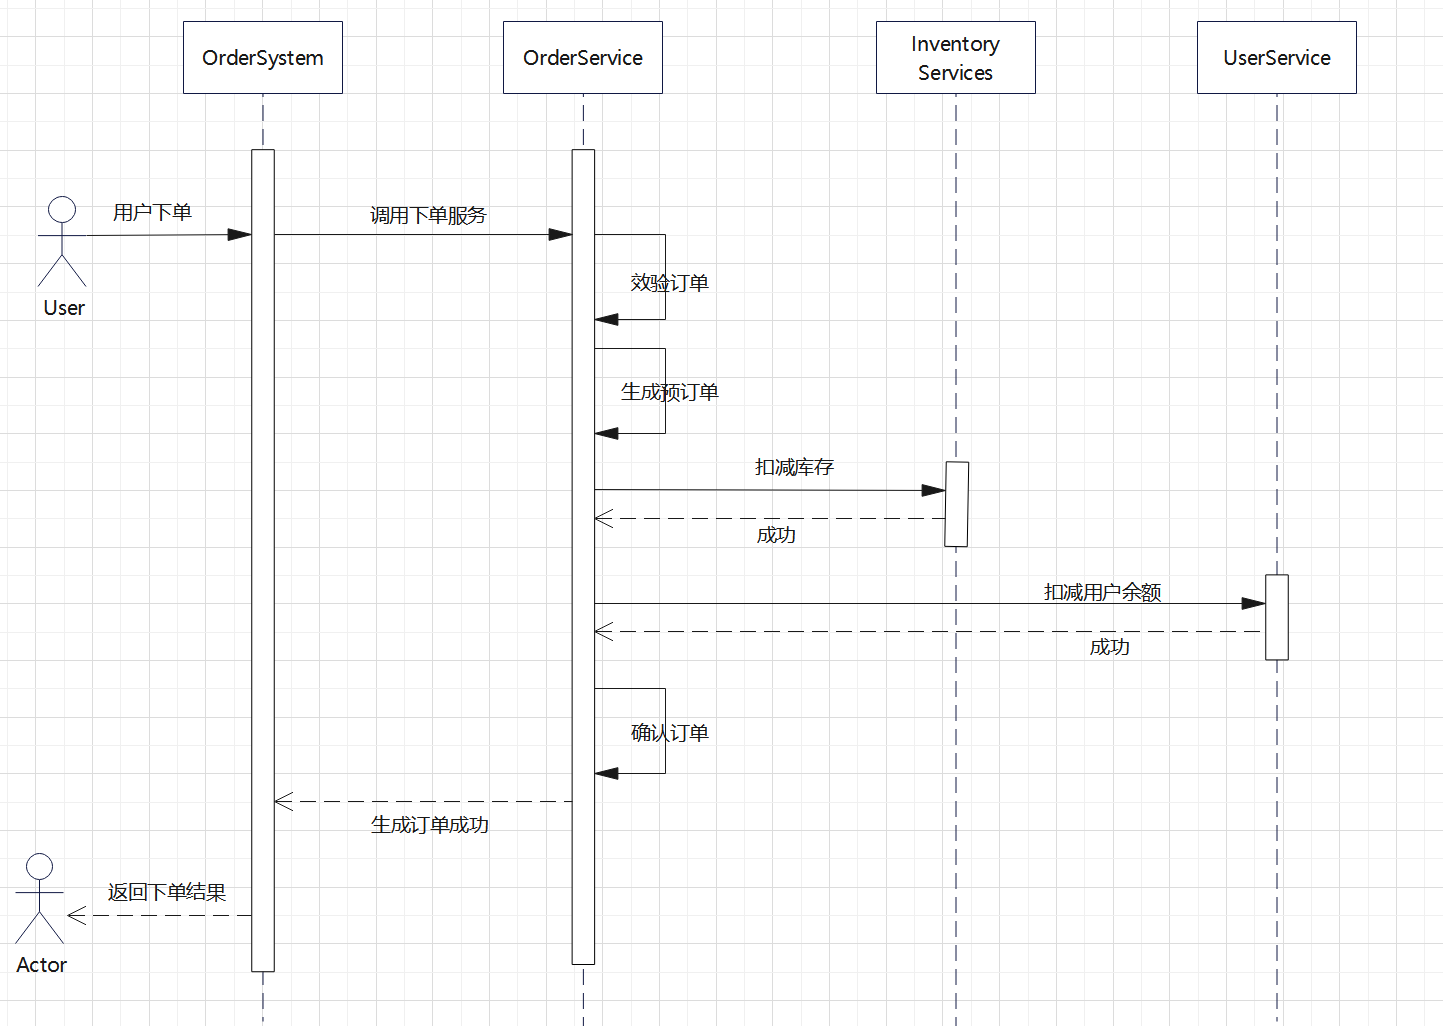 OrderSystem
OrderService
Inventory
Services
UserService
用户下单
调用下单服务
User
效验订单
生成预订单
扣减库存
成功
扣减用户余额
成功
确认订单
生成订单成功
返回下单结果
Actor